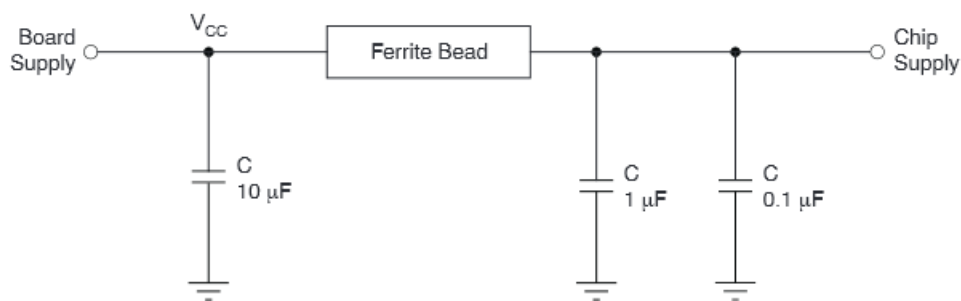 Board
Supply
VCC
Ferrite Bead
Chip
Supply
C
10 μF
C
1 μF
C
0.1 μF